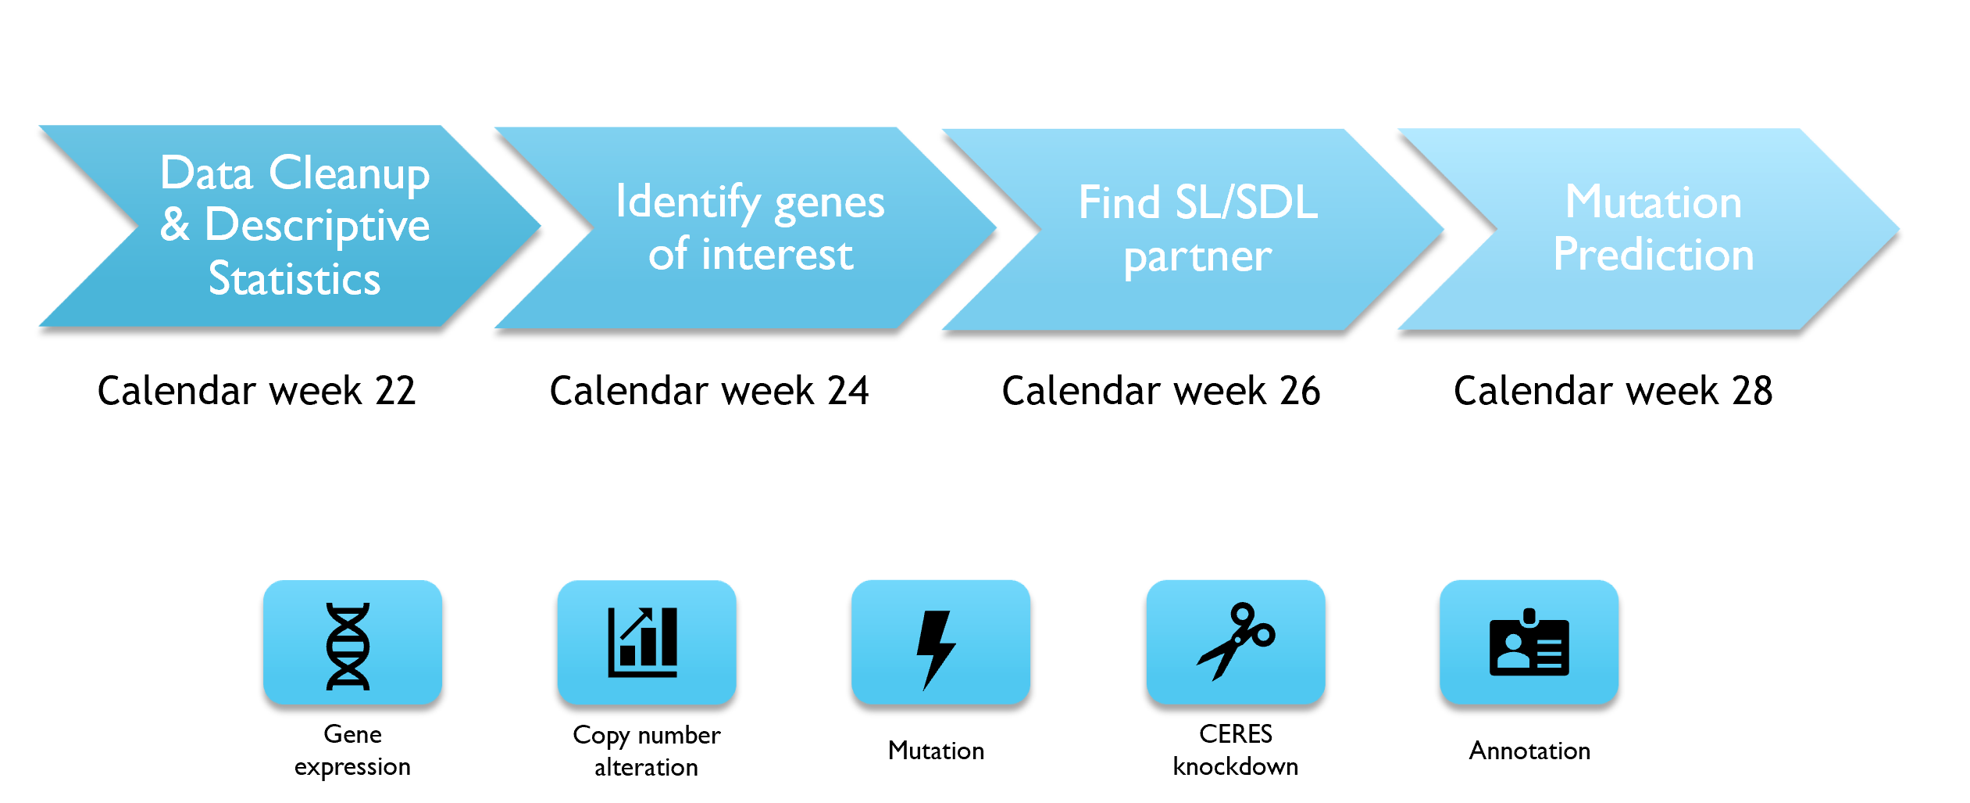 Data Cleanup
& Descriptive
Statistics
Identify genes
of interest
Find SL/SDL
partner
Mutation
Prediction
Calendar week 22
Calendar week 24
Calendar week 26
Calendar week 28
Gene
expression
Copy number
alteration
Mutation
CERES
knockdown
Annotation